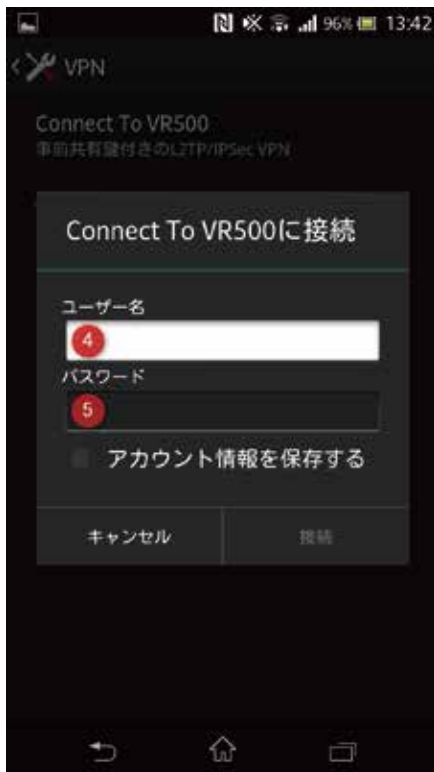 96% 13:42
VPN
Connect To VR500
事前共有鍵付きのL2TP/IPSec VPN
Connect To VR500に接続
ユーザー名
4
パスワード
5
アカウント情報を保存する
キャンセル 接続